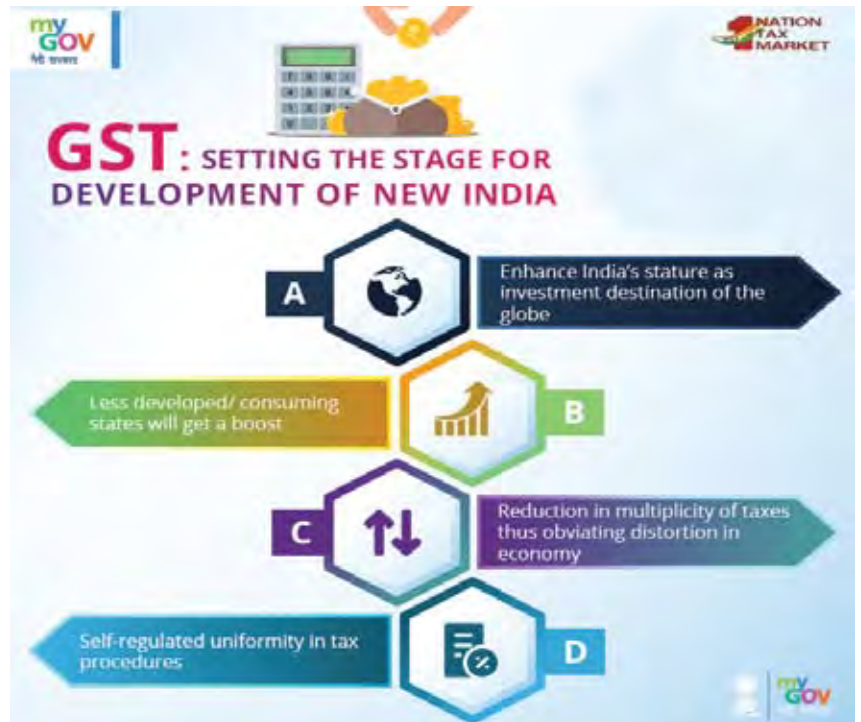 my
GOV
मेरी सरकार
1 NATION
TAX
MARKET
GST: SETTING THE STAGE FOR
DEVELOPMENT OF NEW INDIA
A
Enhance India's stature as
investment destination of the
globe
Less developed/ consuming
states will get a boost
B
C
Reduction in multiplicity of taxes
thus obviating distortion in
economy
Self-regulated uniformity in tax
procedures
D
my
GOV